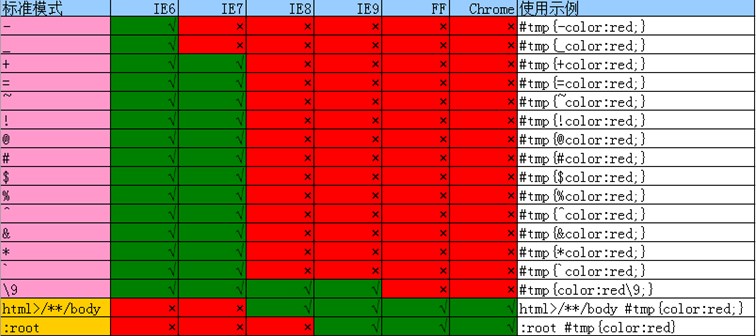 标准模式 IE6 IE7 IE8 IE9 FF Chrome 使用示例
- √ × × × × × #tmp{-color:red;}
_ √ × × × × × #tmp{_color:red;}
+ √ √ × × × × #tmp{+color:red;}
= √ √ × × × × #tmp{=color:red;}
~ √ √ × × × × #tmp{~color:red;}
! √ √ × × × × #tmp{!color:red;}
@ √ √ × × × × #tmp{@color:red;}
# √ √ × × × × #tmp{#color:red;}
$ √ √ × × × × #tmp{$color:red;}
% √ √ × × × × #tmp{%color:red;}
^ √ √ × × × × #tmp{^color:red;}
& √ √ × × × × #tmp{&color:red;}
* √ √ × × × × #tmp{*color:red;}
` √ √ × × × × #tmp{`color:red;}
\9 √ √ √ √ × × #tmp{color:red\9;}
html>/**/body × × √ √ √ √ html>/**/body #tmp{color:red;}
:root × × × √ √ √ :root #tmp{color:red}